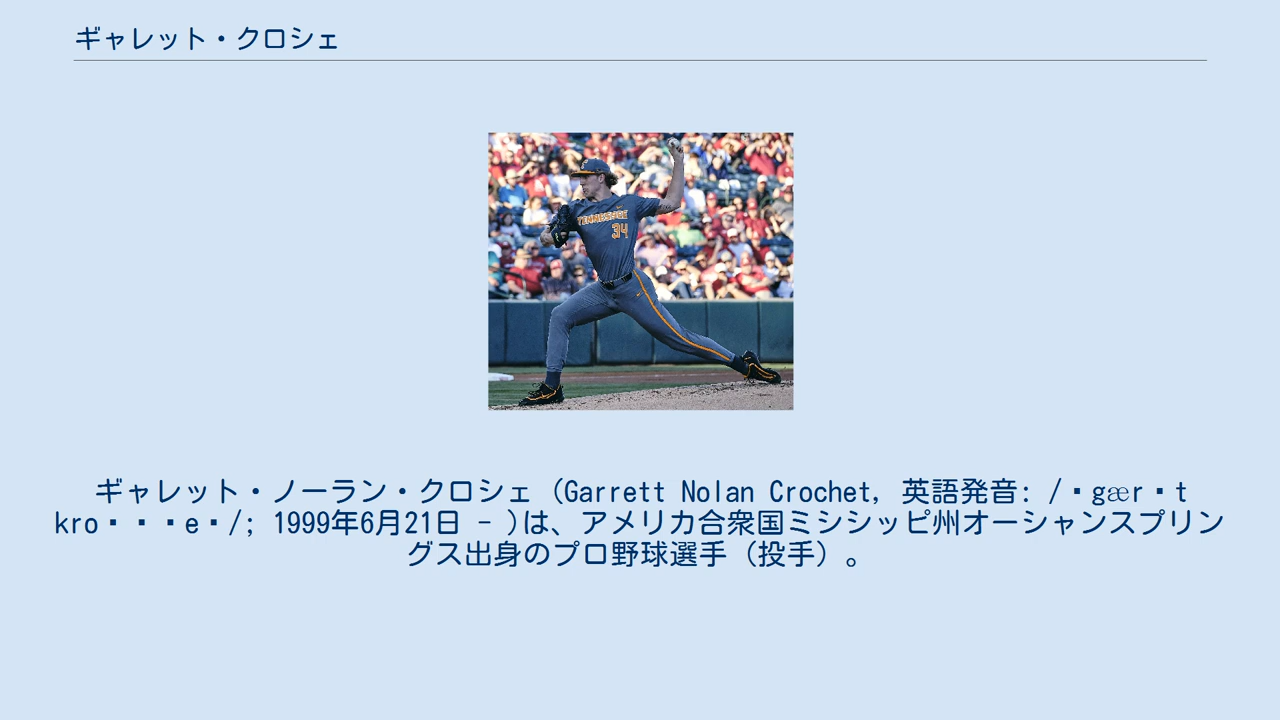 ギャレット・クロシェ
TENNESSEE
34
ギャレット・ノーラン・クロシェ（Garrett Nolan Crochet, 英語発音: /▪gær▪t
kro▪▪▪e▪/; 1999年6月21日 - )は、アメリカ合衆国ミシシッピ州オーシャンスプリン
グス出身のプロ野球選手（投手）。